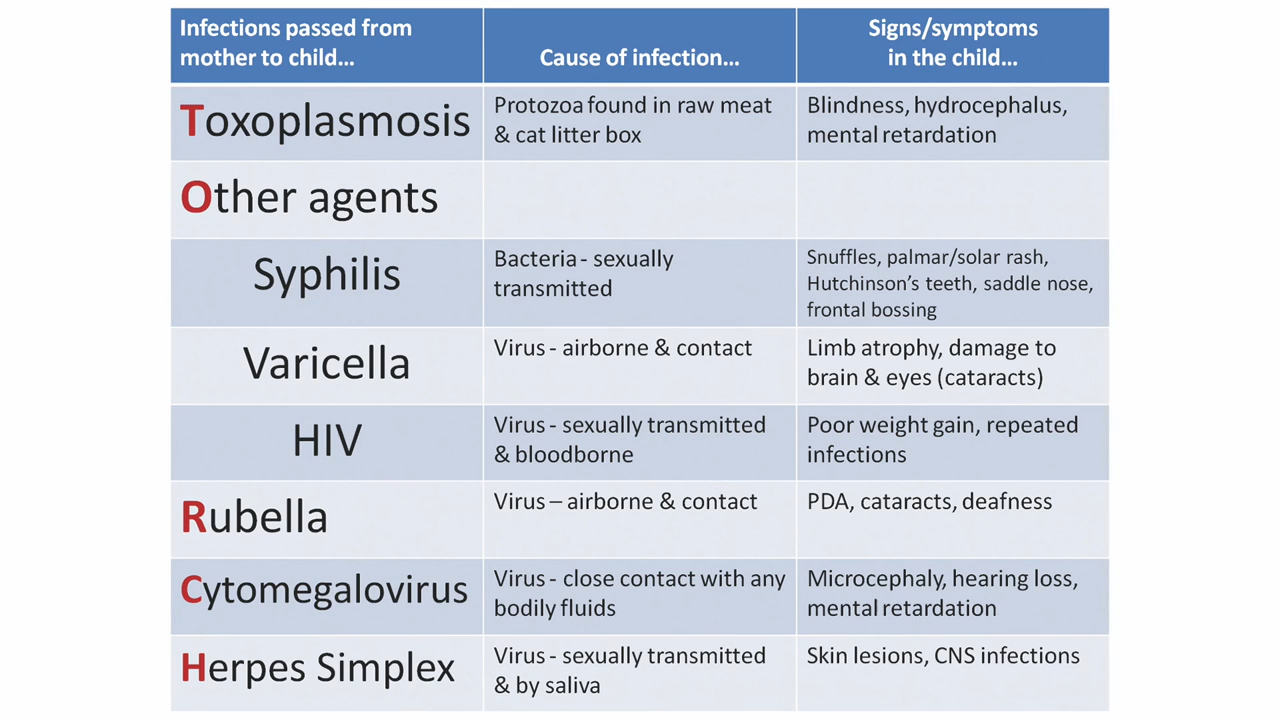 Infections passed from
mother to child…
Cause of infection…
Signs/symptoms
in the child…
Toxoplasmosis
Protozoa found in raw meat
& cat litter box
Blindness, hydrocephalus,
mental retardation
Other agents
Syphilis
Bacteria - sexually
transmitted
Snuffles, palmar/solar rash,
Hutchinson's teeth, saddle nose,
frontal bossing
Varicella
Virus - airborne & contact
Limb atrophy, damage to
brain & eyes (cataracts)
HIV
Virus - sexually transmitted
& bloodborne
Poor weight gain, repeated
infections
Rubella
Virus – airborne & contact
PDA, cataracts, deafness
Cytomegalovirus
Virus - close contact with any
bodily fluids
Microcephaly, hearing loss,
mental retardation
Herpes Simplex
Virus - sexually transmitted
& by saliva
Skin lesions, CNS infections